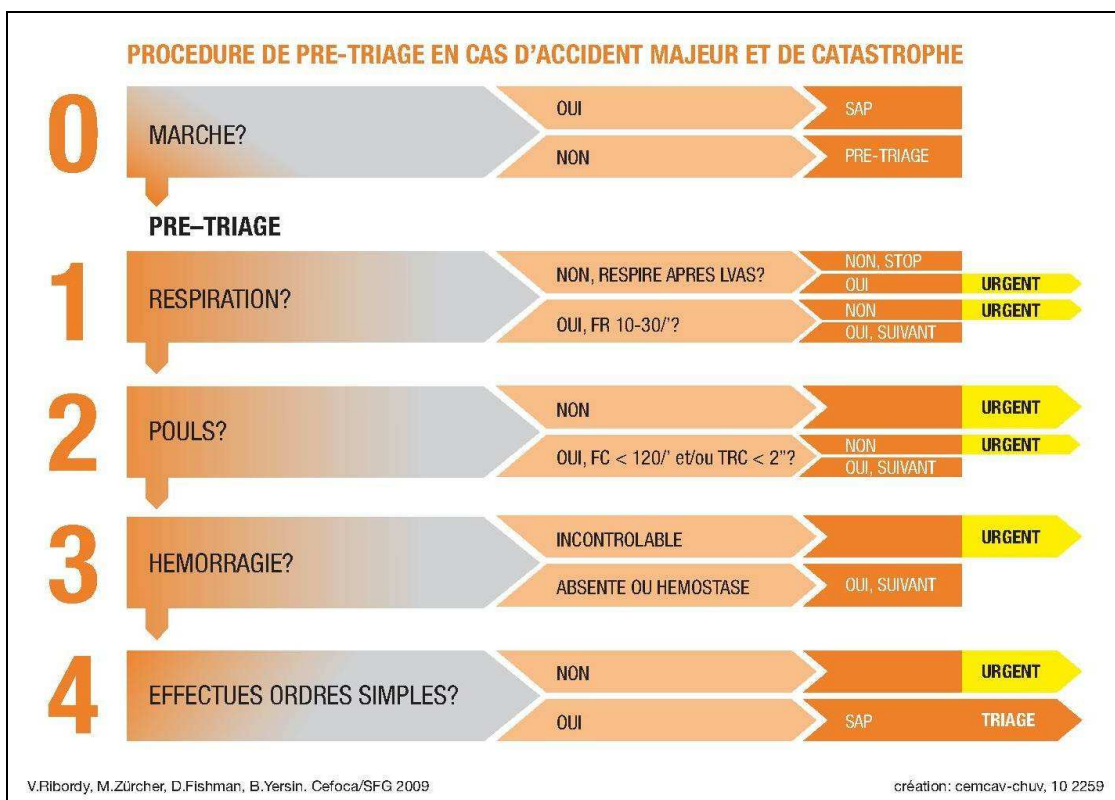 PROCEDURE DE PRE-TRIAGE EN CAS D'ACCIDENT MAJEUR ET DE CATASTROPHE
0
MARCHE?
OUI
SAP
NON
PRE-TRIAGE
PRE–TRIAGE
1
RESPIRATION?
NON, RESPIRE APRES LVAS?
NON, STOP
OUI
URGENT
OUI, FR 10-30/'?
NON
URGENT
OUI, SUIVANT
2
POULS?
NON
URGENT
OUI, FC < 120/' et/ou TRC < 2"?
NON
URGENT
OUI, SUIVANT
3
HEMORRAGIE?
INCONTROLABLE
URGENT
ABSENTE OU HEMOSTASE
OUI, SUIVANT
4
EFFECTUES ORDRES SIMPLES?
NON
URGENT
OUI
SAP
TRIAGE
V.Ribordy, M.Zürcher, D.Fishman, B.Yersin. Cefoca/SFG 2009
création: cemcav-chuv, 10 2259